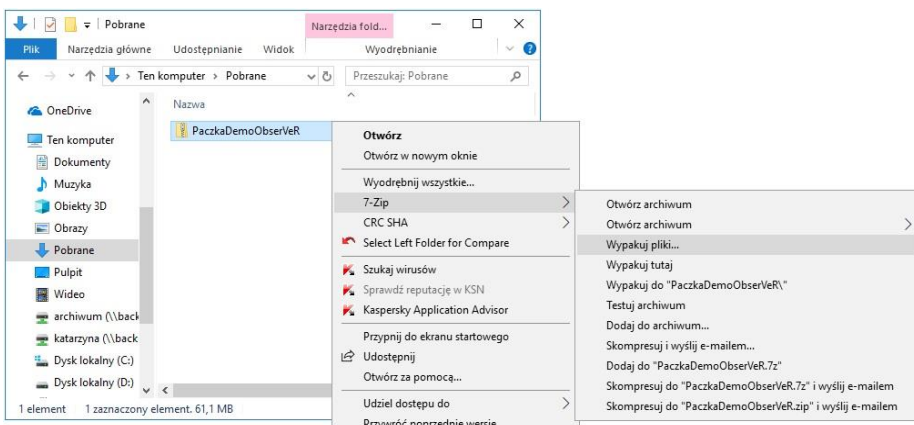 Pobrane
Narzędzia fold...
Plik
Narzędzia główne
Udostępnianie
Widok
Wyodrębnianie
Ten komputer > Pobrane
Przeszukaj: Pobrane
OneDrive
Ten komputer
Dokumenty
Muzyka
Obiekty 3D
Obrazy
Pobrane
Pulpit
Wideo
archiwum (\\back
katarzyna (\\back
Dysk lokalny (C:)
Dysk lokalny (D:)
Nazwa
PaczkaDemoObserVeR
1 element
1 zaznaczony element. 61,1 MB
Otwórz
Otwórz w nowym oknie
Wyodrębnij wszystkie...
7-Zip
CRC SHA
Select Left Folder for Compare
Szukaj wirusów
Sprawdź reputację w KSN
Kaspersky Application Advisor
Przypnij do ekranu startowego
Udostępnij
Otwórz za pomocą...
Udziel dostępu do
Przywróć poprzednie wersje
Otwórz archiwum
Otwórz archiwum
Wypakuj pliki...
Wypakuj tutaj
Wypakuj do "PaczkaDemoObserVeR\"
Testuj archiwum
Dodaj do archiwum...
Skompresuj i wyślij e-mailem...
Dodaj do "PaczkaDemoObserVeR.7z"
Skompresuj do "PaczkaDemoObserVeR.7z" i wyślij e-mailem
Skompresuj do "PaczkaDemoObserVeR.zip" i wyślij e-mailem